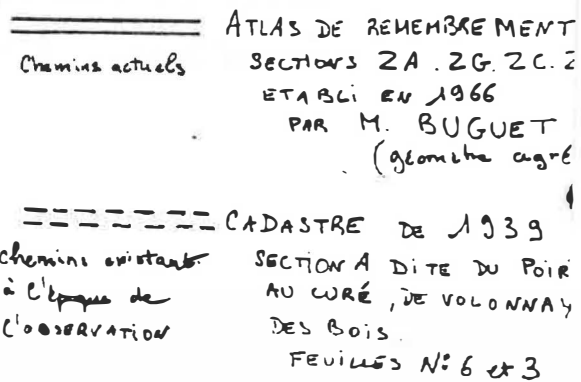 ATLAS DE REMEMBREMENT
Chemins actuels
SECTIONS ZA . ZG. ZC. Z
ETABLI EN 1966
PAR M. BUGUET
(géomètre agré
CADASTRE DE 1939
chemins existant
à l'époque de
l'OBSERVATION
SECTION A DITE DU POIR
AU CURÉ, DE VOLONNAY
DES BOIS.
FEUILLES N° 6 et 3